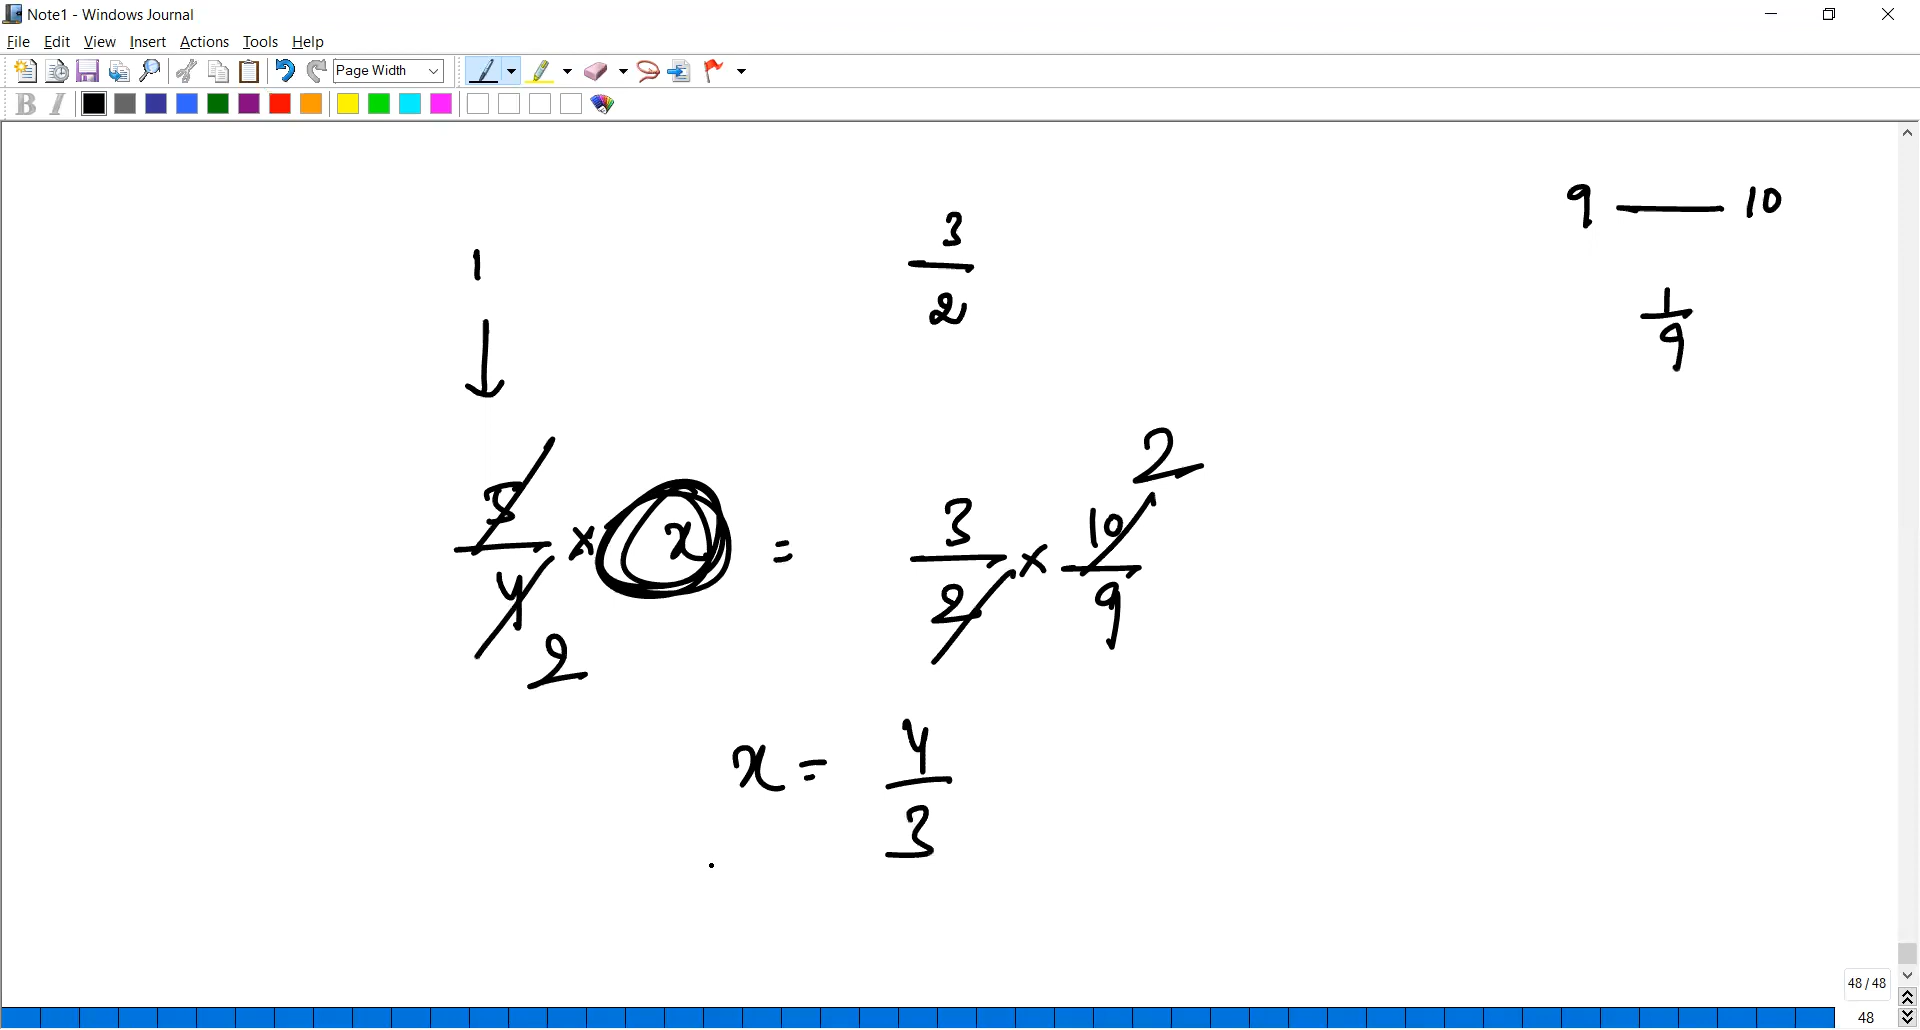 Note1 - Windows Journal
File Edit View Insert Actions Tools Help
Page Width
B I
9 — 10
1
3/2
1/9
↓
5/4 × x = 3/2 × 10/9
2
2
x = 4/3
48 / 48
48